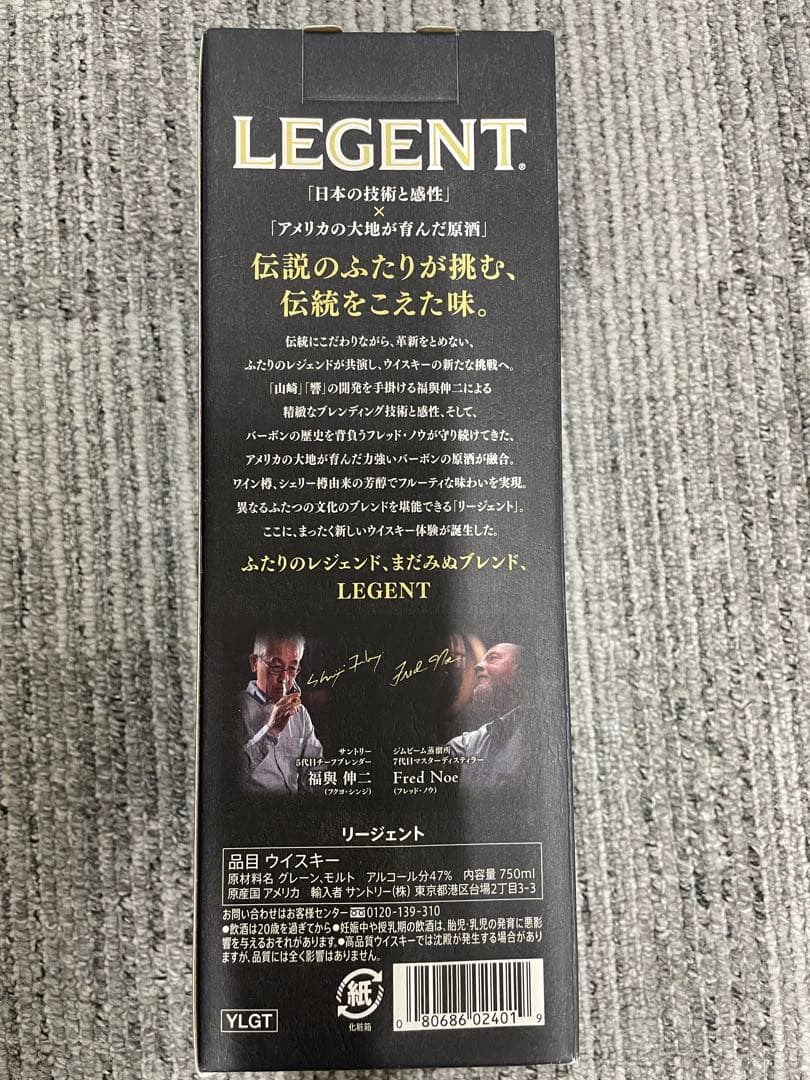 LEGENT®
「日本の技術と感性」
×
「アメリカの大地が育んだ原酒」
伝説のふたりが挑む、
伝統をこえた味。
伝統にこだわりながら、革新をとめない、
ふたりのレジェンドが共演し、ウイスキーの新たな挑戦へ。
「山崎」「響」の開発を手掛ける福與伸二による
精緻なブレンディング技術と感性、そして、
バーボンの歴史を背負うフレッド・ノウが守り続けてきた、
アメリカの大地が育んだ力強いバーボンの原酒が融合。
ワイン樽、シェリー樽由来の芳醇でフルーティな味わいを実現。
異なるふたつの文化のブレンドを堪能できる「リージェント」。
ここに、まったく新しいウイスキー体験が誕生した。
ふたりのレジェンド、まだみぬブレンド、
LEGENT
Fred Noe
サントリー
5代目チーフブレンダー
福與 伸二
(フクヨ・シンジ)
ジムビーム蒸溜所
7代目マスターディスティラー
Fred Noe
(フレッド・ノウ)
リージェント
品目 ウイスキー
原材料名 グレーン、モルト アルコール分47% 内容量 750ml
原産国 アメリカ 輸入者 サントリー(株) 東京都港区台場2丁目3-3
お問い合わせはお客様センター 0120-139-310
●飲酒は20歳を過ぎてから●妊娠中や授乳期の飲酒は、胎児・乳児の発育に悪影
響を与えるおそれがあります。●高品質ウイスキーでは沈殿が発生する場合があり
ますが、品質には全く影響はありません。
紙
化粧箱
YLGT
0 80686 02401 9